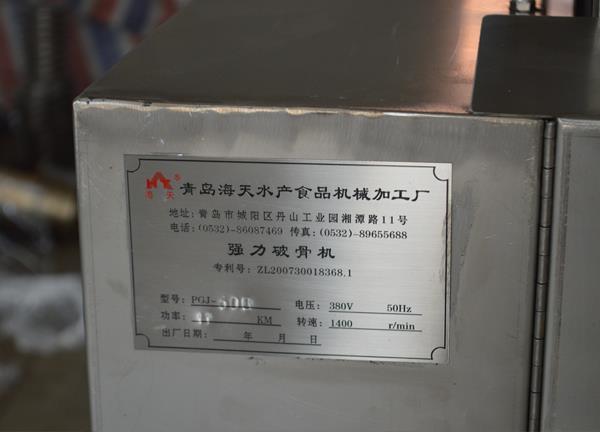 海天 青岛海天水产食品机械加工厂
地址:青岛市城阳区丹山工业园湘潭路11号
电话:(0532)-86087469 传真:(0532)-89655688
强力破骨机
专利号:ZL200730018368.1
型号:PGJ- 电压:380V 50Hz
功率: KM 转速:1400 r/min
出厂日期: 年 月 日